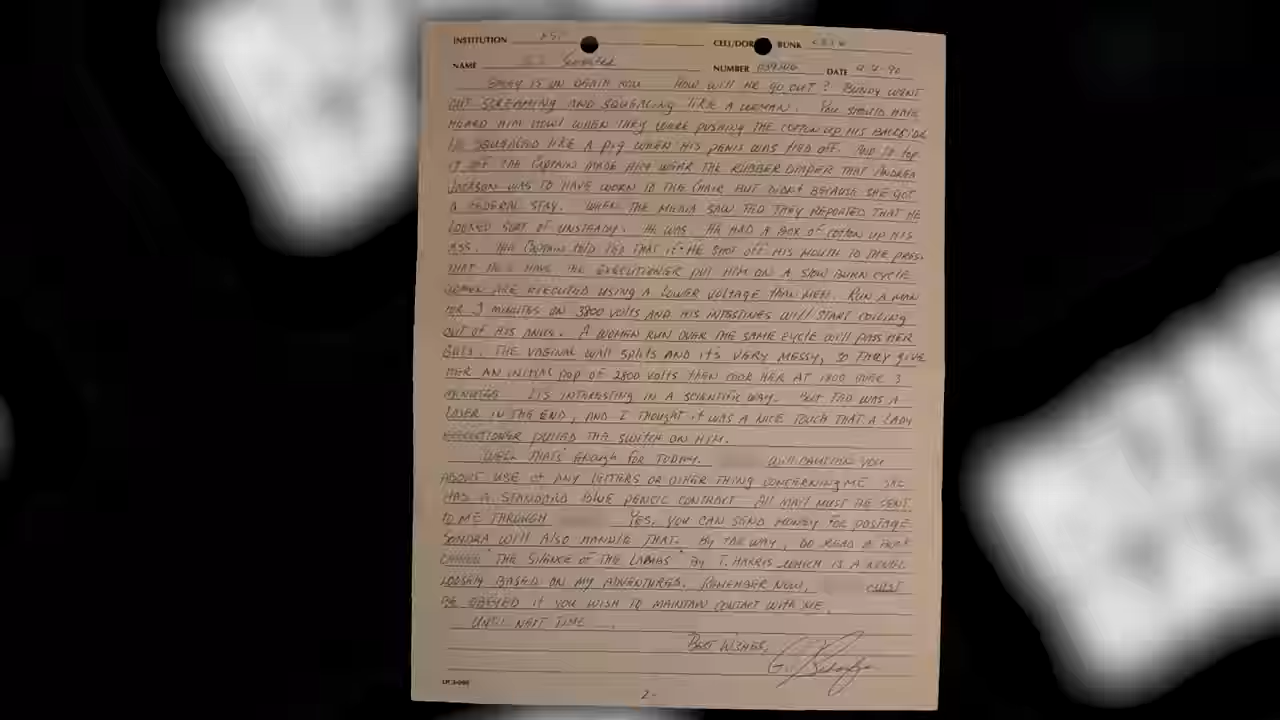 INSTITUTION FSP CELL/DOR BUNK
NAME NUMBER DATE 4-4-90
IS ON DEATH ROW HOW WILL HE GO OUT? BUNDY WENT
OUT SCREAMING AND SQUEALING LIKE A WOMAN. YOU SHOULD HAVE
HEARD HIM HOWL WHEN THEY WERE PUSHING THE COTTON UP HIS BACKSIDE
HE SQUEALED LIKE A PIG WHEN HIS PENIS WAS TIED OFF. AND TO TOP
IT OFF THE CAPTAIN MADE HIM WEAR THE RUBBER DIAPER THAT ANDREA
JACKSON WAS TO HAVE WORN TO THE CHAIR BUT DIDN'T BECAUSE SHE GOT
A FEDERAL STAY. WHEN THE MEDIA SAW TED THEY REPORTED THAT HE
LOOKED SORT OF UNSTEADY. HE WAS. HE HAD A BOX OF COTTON UP HIS
ASS. THE CAPTAIN TOLD TED THAT IF HE SHOT OFF HIS MOUTH TO THE PRESS
THAT HE'D HAVE THE EXECUTIONER PUT HIM ON A SLOW BURN CYCLE
WOMEN ARE EXECUTED USING A LOWER VOLTAGE THAN MEN. RUN A MAN
FOR 3 MINUTES ON 3800 VOLTS AND HIS INTESTINES WILL START COILING
OUT OF HIS ANUS. A WOMEN RUN OVER THE SAME CYCLE WILL PASS HER
GUTS. THE VAGINAL WALL SPLITS AND IT'S VERY MESSY, SO THEY GIVE
HER AN INITIAL POP OF 2800 VOLTS THEN COOK HER AT 1800 OVER 3
MINUTES ITS INTERESTING IN A SCIENTIFIC WAY. BUT TED WAS A
LOSER IN THE END, AND I THOUGHT IT WAS A NICE TOUCH THAT A LADY
EXECUTIONER PULLED THE SWITCH ON HIM.
WELL THATS ENOUGH FOR TODAY. WILL CAUTION YOU
ABOUT USE OF ANY LETTERS OR OTHER THING CONCERNING ME SHE
HAS A STANDARD BLUE PENCIL CONTRACT. ALL MAIL MUST BE SENT
TO ME THROUGH YES, YOU CAN SEND MONEY FOR POSTAGE
SONDRA WILL ALSO HANDLE THAT. BY THE WAY, DO READ A BOOK
CALLED "THE SILENCE OF THE LAMBS" BY T. HARRIS WHICH IS A NOVEL
LOOSELY BASED ON MY ADVENTURES. REMEMBER NOW, MUST
BE OBEYED IF YOU WISH TO MAINTAIN CONTACT WITH ME.
UNTIL NEXT TIME ....
BEST WISHES,
G. Schaefer
2-